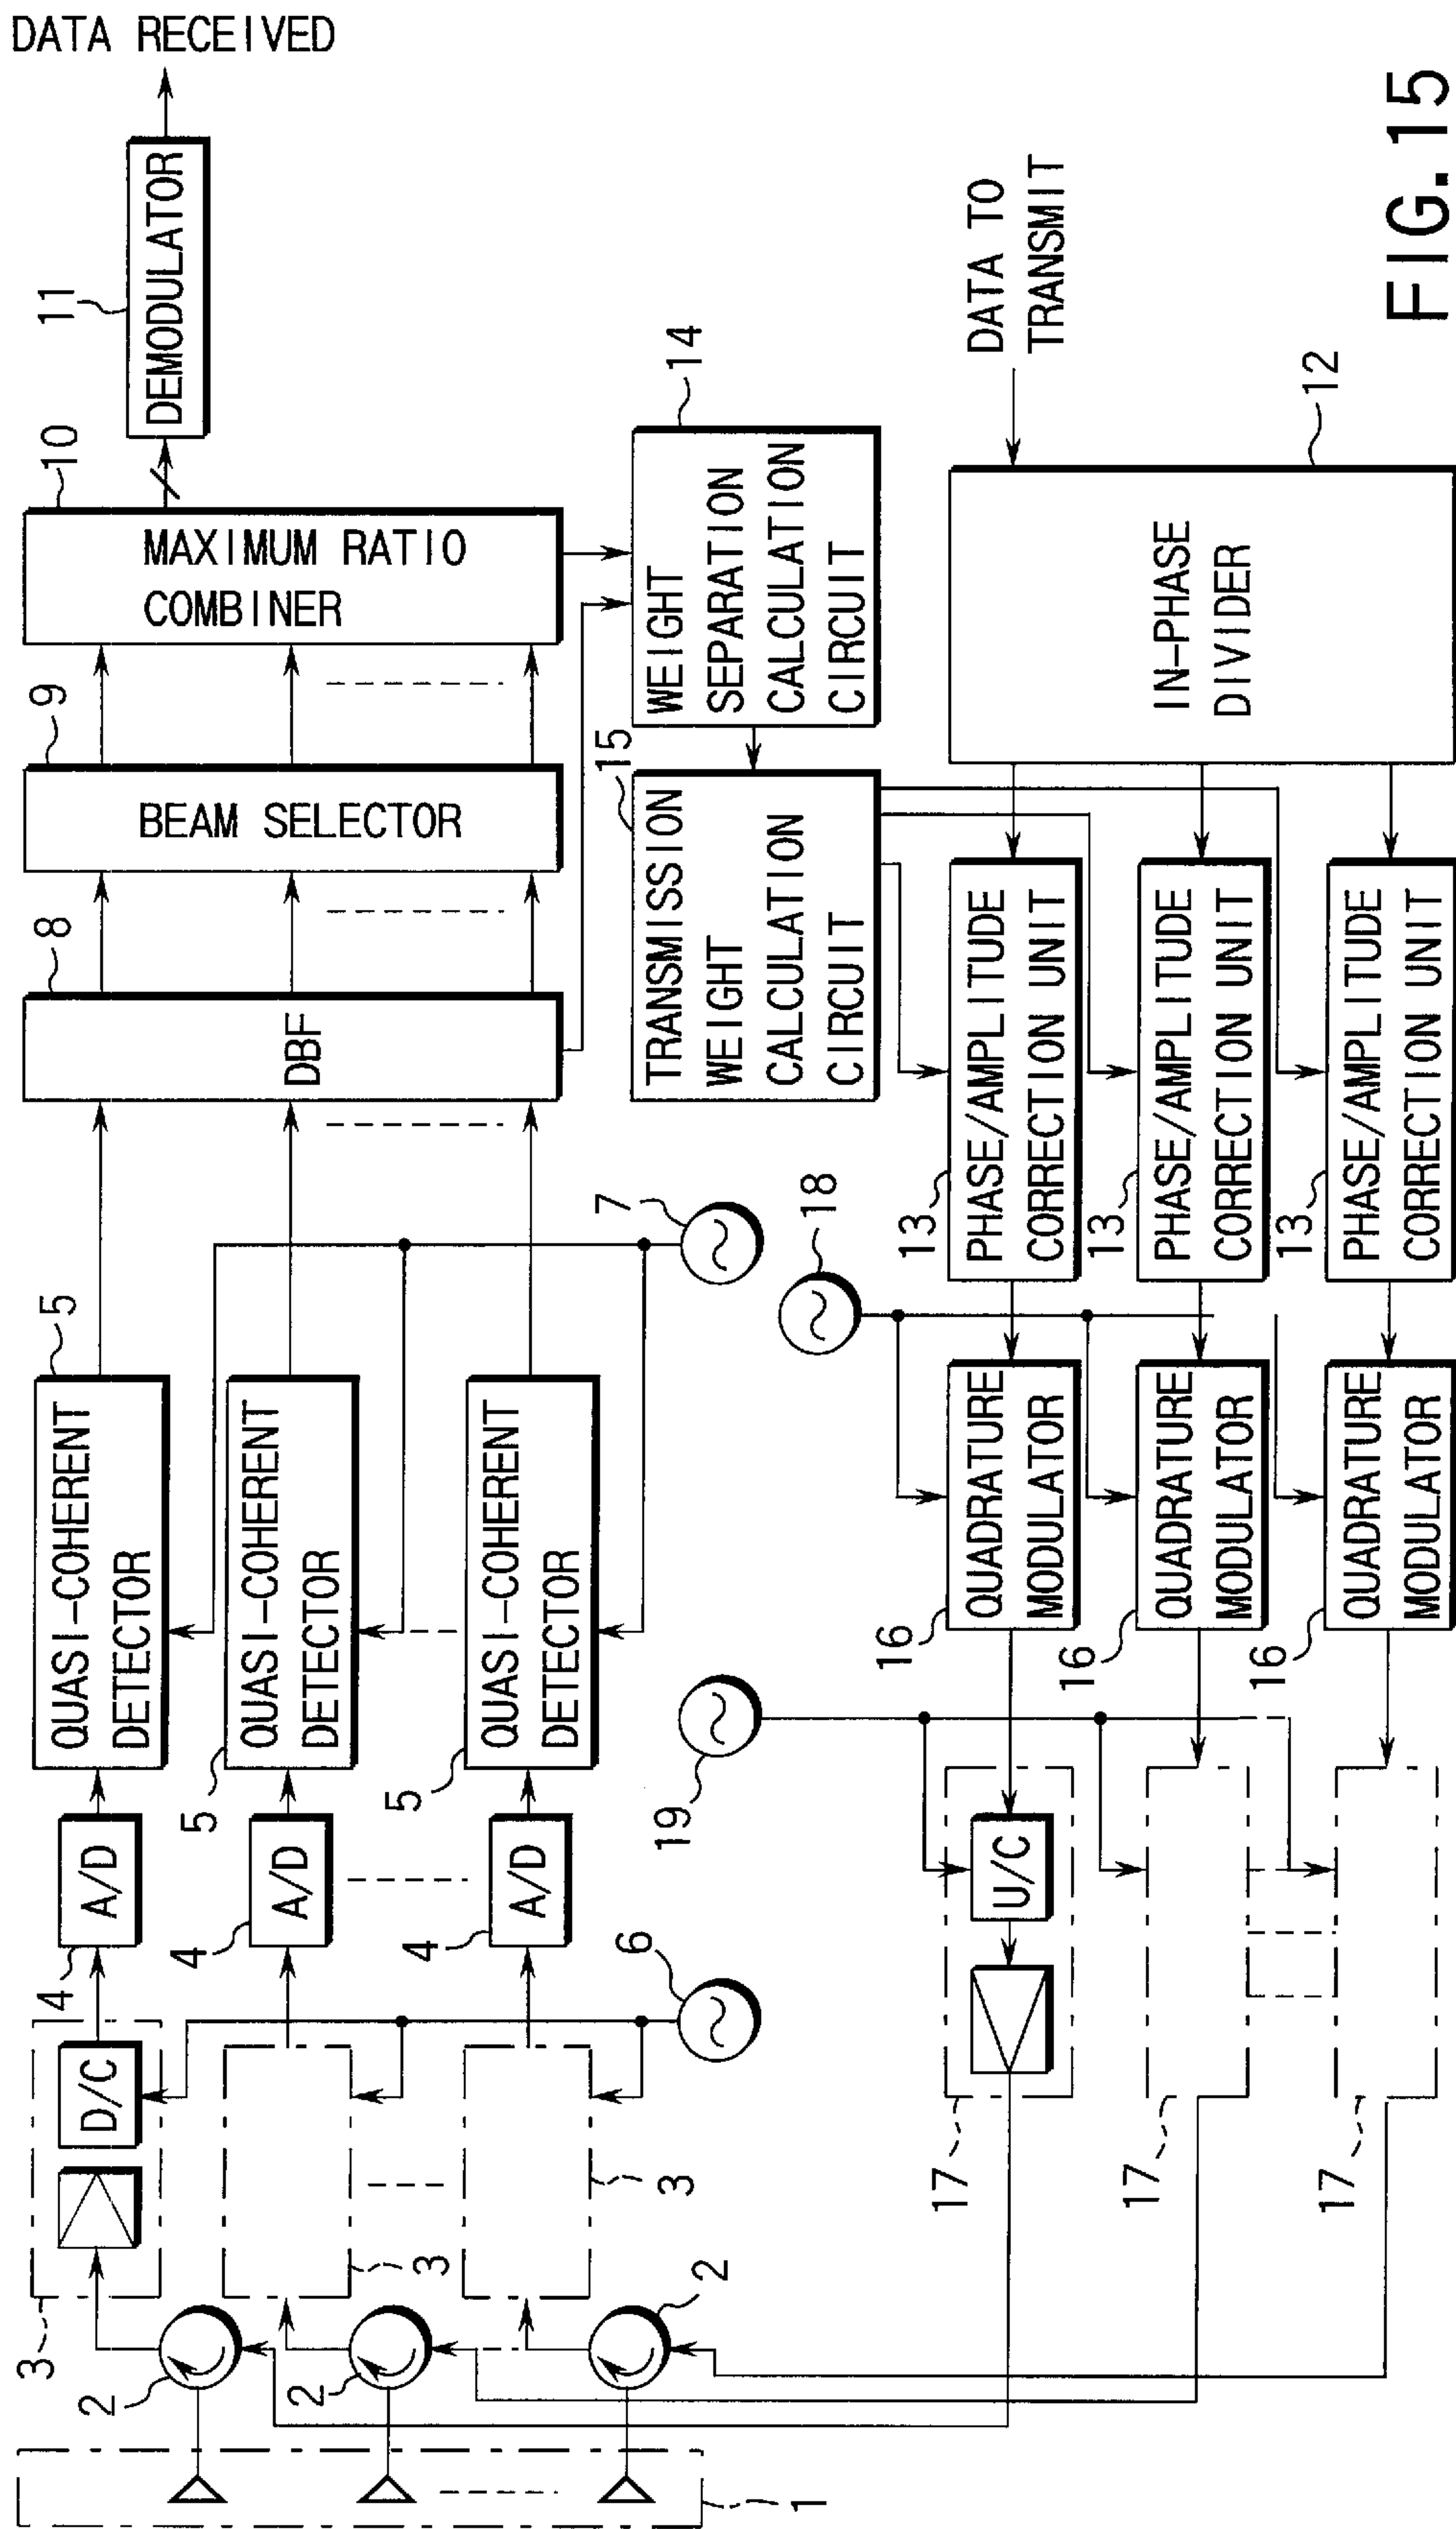 DATA RECEIVED
11
DEMODULATOR
10
MAXIMUM RATIO
COMBINER
9
BEAM SELECTOR
8
DBF
5
QUASI-COHERENT
DETECTOR
5
QUASI-COHERENT
DETECTOR
5
QUASI-COHERENT
DETECTOR
7
4
A/D
4
A/D
4
A/D
6
3
D/C
3
3
2
2
2
1
14
WEIGHT
SEPARATION
CALCULATION
CIRCUIT
15
TRANSMISSION
WEIGHT
CALCULATION
CIRCUIT
DATA TO
TRANSMIT
12
IN-PHASE
DIVIDER
13
PHASE/AMPLITUDE
CORRECTION UNIT
13
PHASE/AMPLITUDE
CORRECTION UNIT
13
PHASE/AMPLITUDE
CORRECTION UNIT
18
16
QUADRATURE
MODULATOR
16
QUADRATURE
MODULATOR
16
QUADRATURE
MODULATOR
19
U/C
17
17
17
FIG. 15